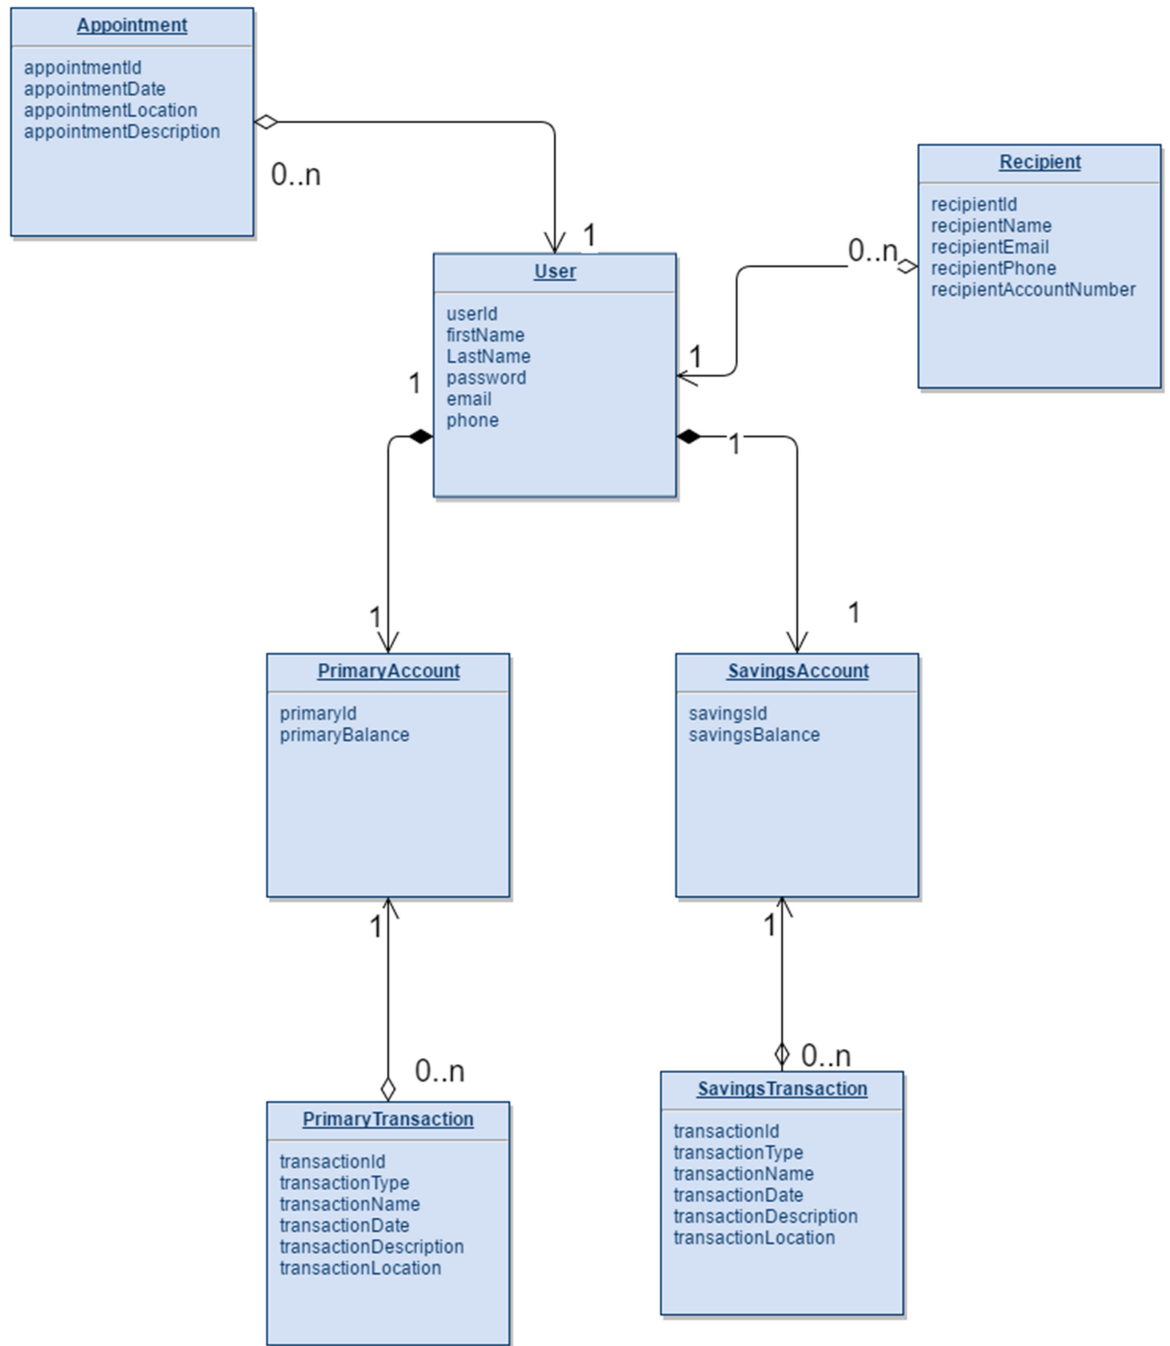 Appointment
appointmentId
appointmentDate
appointmentLocation
appointmentDescription
0..n
1
Recipient
recipientId
recipientName
recipientEmail
recipientPhone
recipientAccountNumber
0..n
1
User
userId
firstName
LastName
password
email
phone
1
1
1
1
PrimaryAccount
primaryId
primaryBalance
SavingsAccount
savingsId
savingsBalance
1
1
0..n
0..n
PrimaryTransaction
transactionId
transactionType
transactionName
transactionDate
transactionDescription
transactionLocation
SavingsTransaction
transactionId
transactionType
transactionName
transactionDate
transactionDescription
transactionLocation